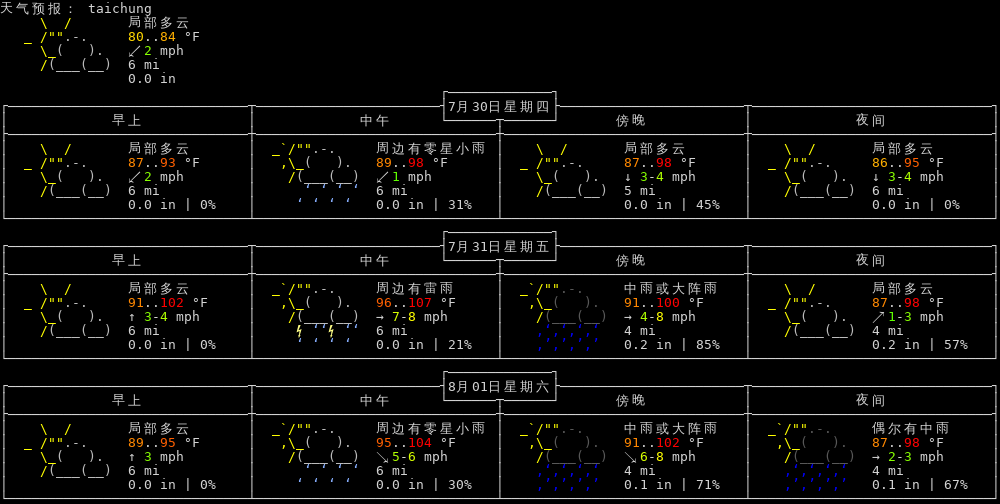 天气预报： taichung
局部多云
80..84 °F
↙ 2 mph
6 mi
0.0 in
7月30日星期四
早上 中午 傍晚 夜间
局部多云 周边有零星小雨 局部多云 局部多云
87..93 °F 89..98 °F 87..98 °F 86..95 °F
↙ 2 mph ↙ 1 mph ↓ 3-4 mph ↓ 3-4 mph
6 mi 6 mi 5 mi 6 mi
0.0 in | 0% 0.0 in | 31% 0.0 in | 45% 0.0 in | 0%
7月31日星期五
早上 中午 傍晚 夜间
局部多云 周边有雷雨 中雨或大阵雨 局部多云
91..102 °F 96..107 °F 91..100 °F 87..98 °F
↑ 3-4 mph → 7-8 mph → 4-8 mph ↗ 1-3 mph
6 mi 6 mi 4 mi 4 mi
0.0 in | 0% 0.0 in | 21% 0.2 in | 85% 0.2 in | 57%
8月01日星期六
早上 中午 傍晚 夜间
局部多云 周边有零星小雨 中雨或大阵雨 偶尔有中雨
89..95 °F 95..104 °F 91..102 °F 87..98 °F
↑ 3 mph ↘ 5-6 mph ↘ 6-8 mph → 2-3 mph
6 mi 6 mi 4 mi 4 mi
0.0 in | 0% 0.0 in | 30% 0.1 in | 71% 0.1 in | 67%